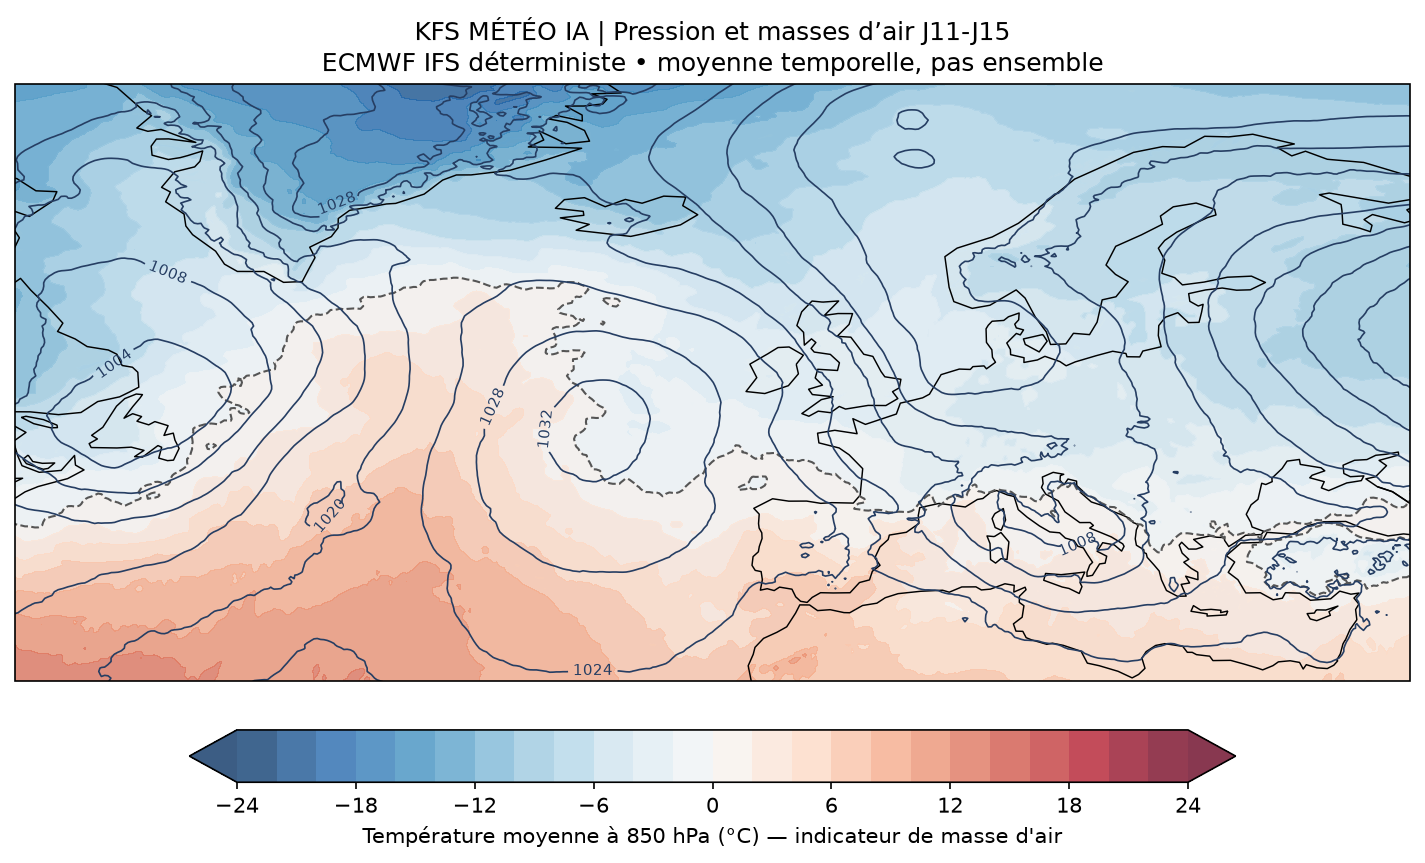 KFS MÉTÉO IA | Pression et masses d’air J11-J15
ECMWF IFS déterministe • moyenne temporelle, pas ensemble
1028
1008
1004
1028
1032
1020
1008
1024
−24 −18 −12 −6 0 6 12 18 24
Température moyenne à 850 hPa (°C) — indicateur de masse d'air